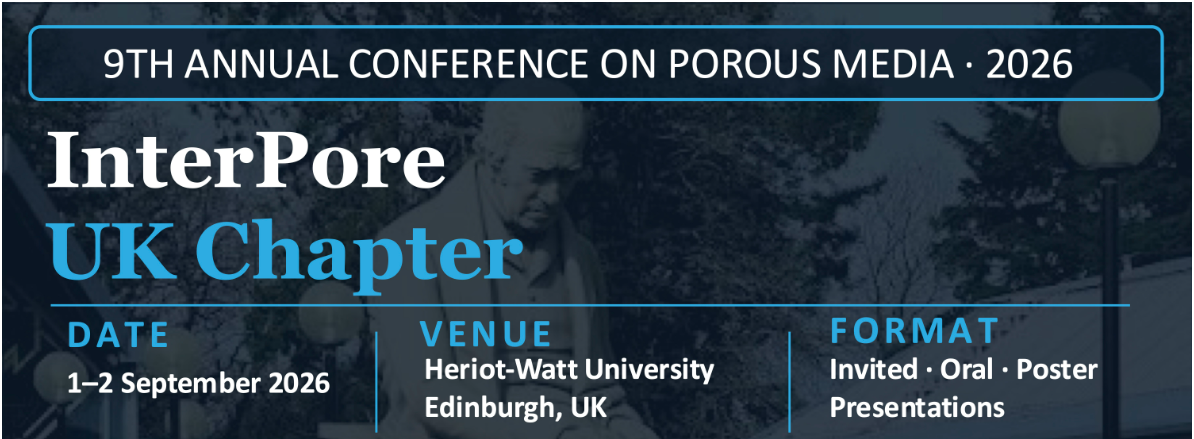 9TH ANNUAL CONFERENCE ON POROUS MEDIA · 2026
InterPore
UK Chapter
DATE
1–2 September 2026
VENUE
Heriot-Watt University
Edinburgh, UK
FORMAT
Invited · Oral · Poster
Presentations